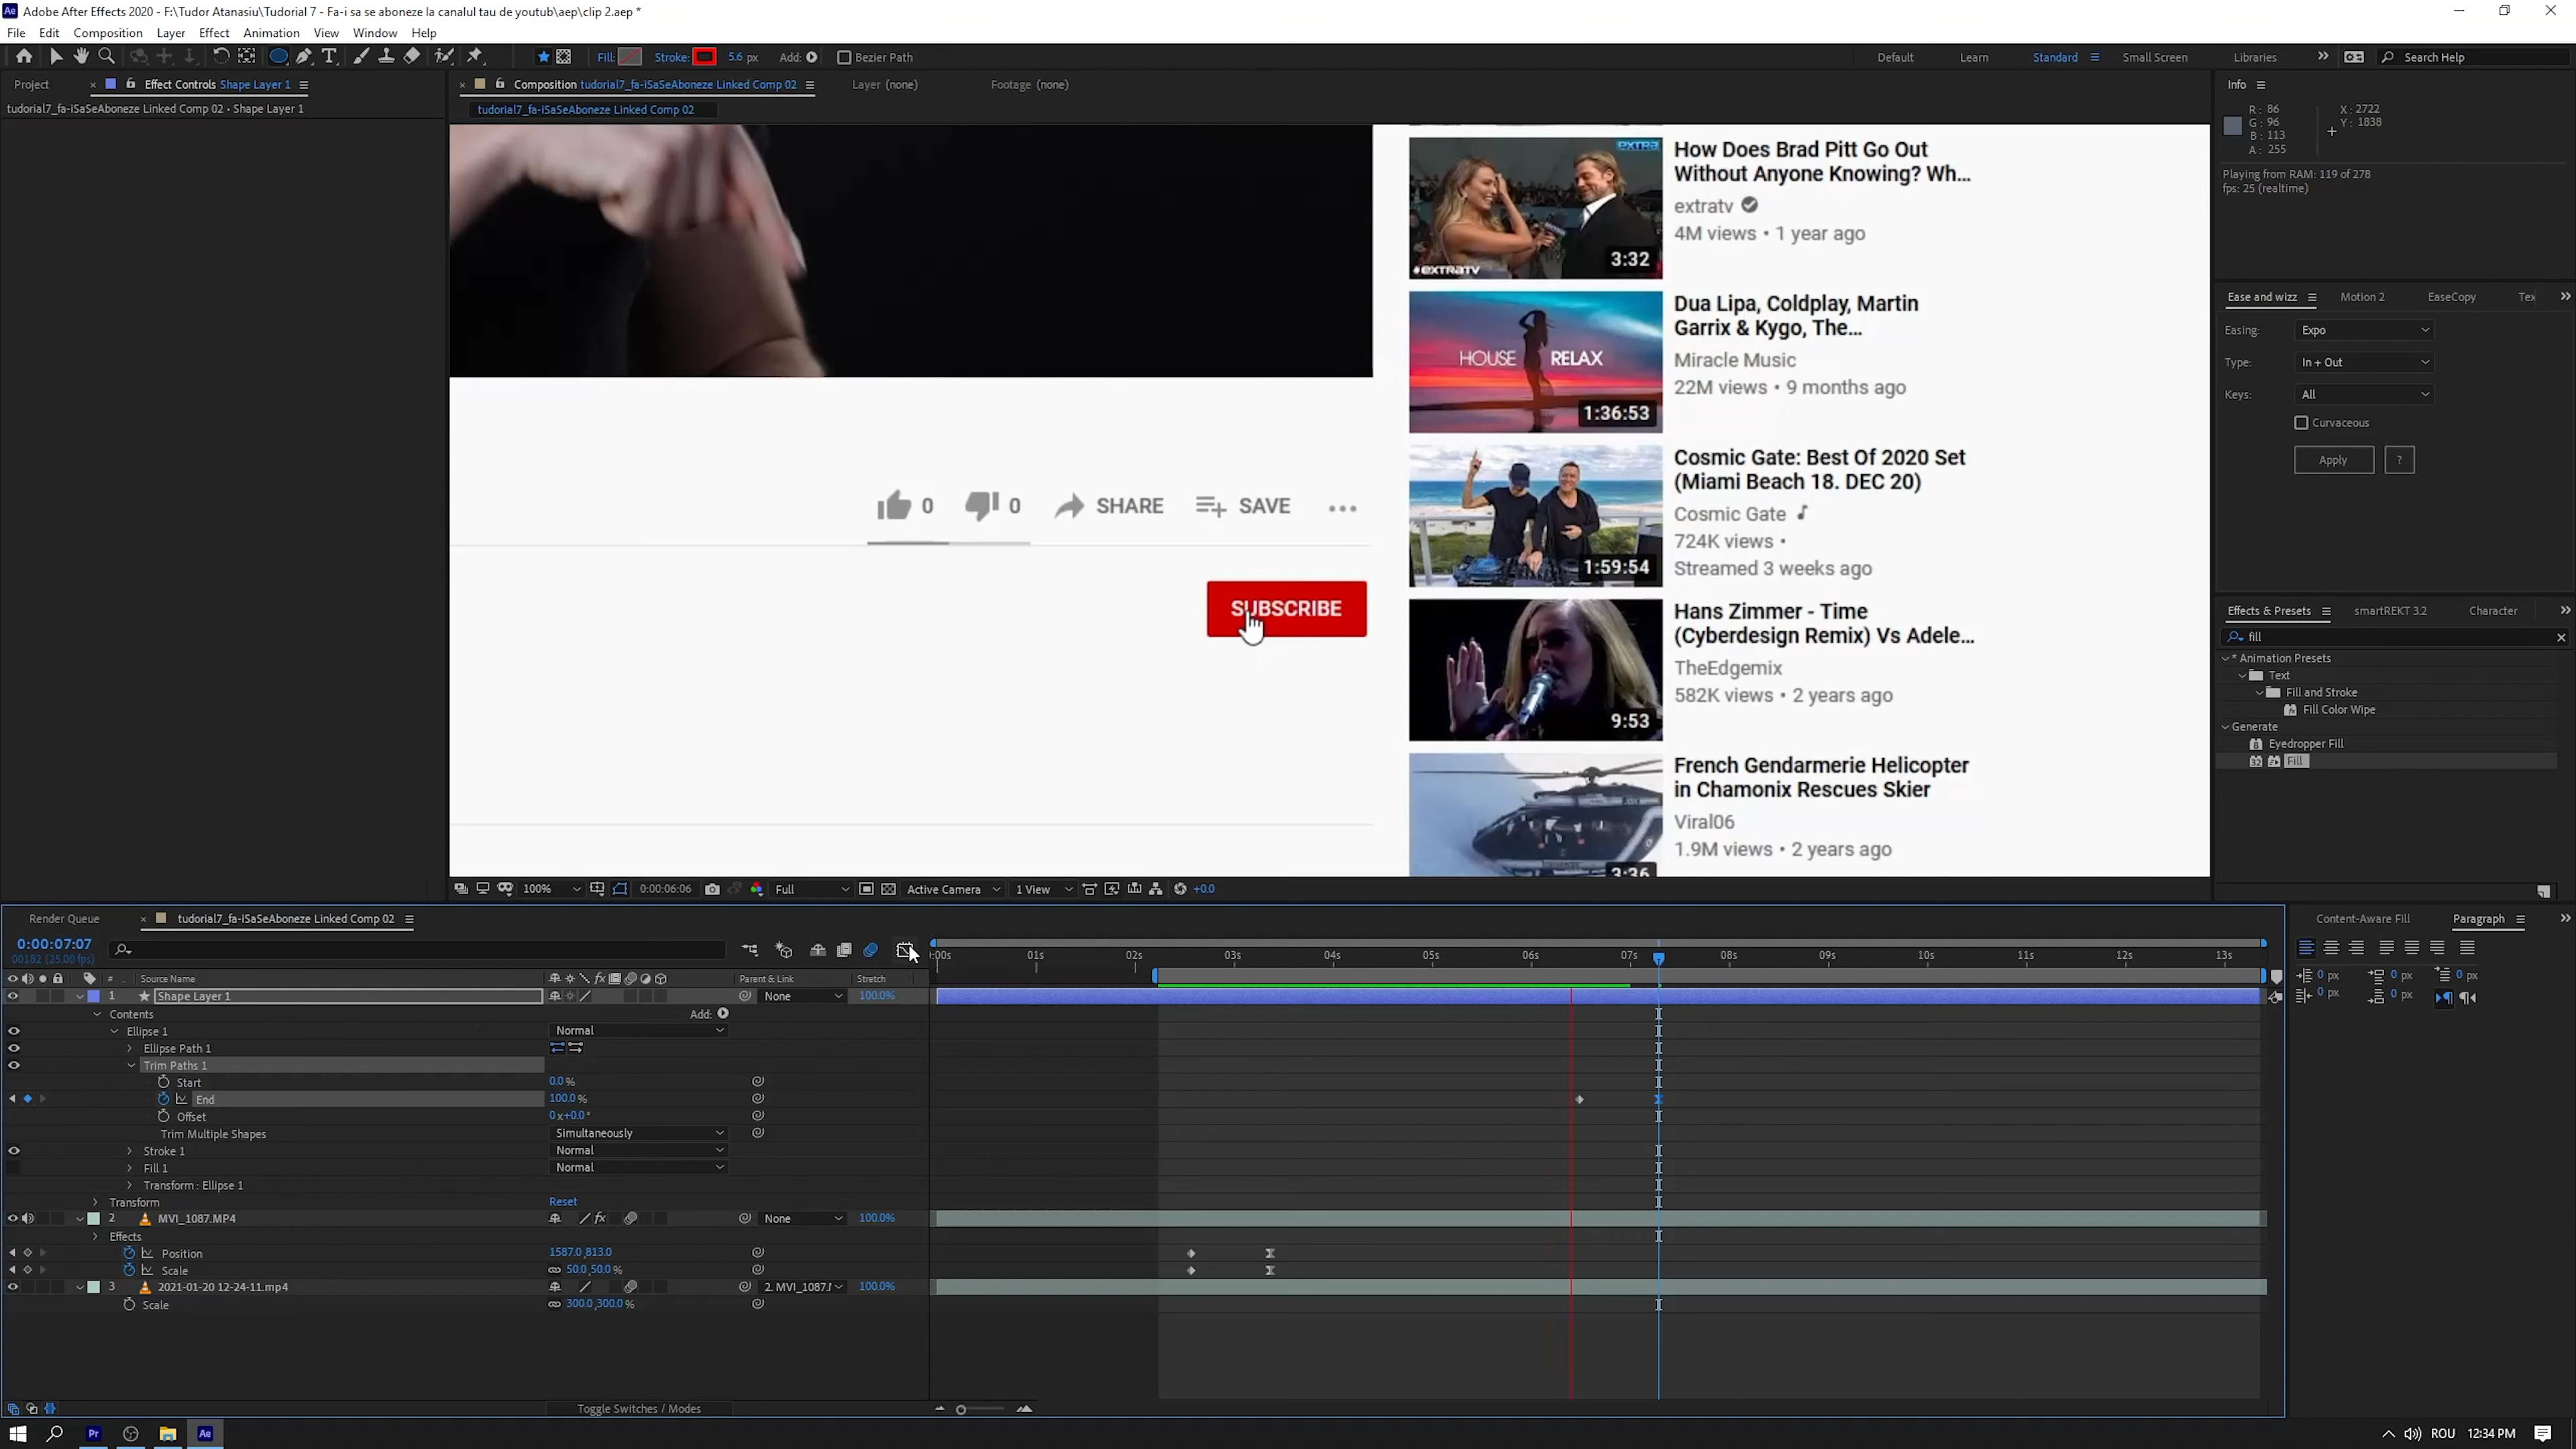 Adobe After Effects 2020 - F:\Tudor Atanasiu\Tudorial 7 - Fa-i sa se aboneze la canalul tau de youtub\aep\clip 2.aep *
File Edit Composition Layer Effect Animation View Window Help
Fill: Stroke: 5.6 px Add: Bezier Path Default Learn Standard Small Screen Libraries Search Help
Project Effect Controls Shape Layer 1
tudorial7_fa-iSaSeAboneze Linked Comp 02 • Shape Layer 1
Composition tudorial7_fa-iSaSeAboneze Linked Comp 02 Layer (none) Footage (none)
tudorial7_fa-iSaSeAboneze Linked Comp 02
EXTRA
#EXTRATV
3:32
How Does Brad Pitt Go Out
Without Anyone Knowing? Wh...
extratv
4M views • 1 year ago
HOUSE RELAX
1:36:53
Dua Lipa, Coldplay, Martin
Garrix & Kygo, The...
Miracle Music
22M views • 9 months ago
1:59:54
Cosmic Gate: Best Of 2020 Set
(Miami Beach 18. DEC 20)
Cosmic Gate
724K views •
Streamed 3 weeks ago
0 0 SHARE SAVE
SUBSCRIBE
9:53
Hans Zimmer - Time
(Cyberdesign Remix) Vs Adele...
TheEdgemix
582K views • 2 years ago
3:36
French Gendarmerie Helicopter
in Chamonix Rescues Skier
Viral06
1.9M views • 2 years ago
100% 0:00:06:06 Full Active Camera 1 View +0.0
Info
R: 86
G: 96
B: 113
A: 255
X: 2722
Y: 1838
Playing from RAM: 119 of 278
fps: 25 (realtime)
Ease and wizz Motion 2 EaseCopy Tex
Easing: Expo
Type: In + Out
Keys: All
Curvaceous
Apply ?
Effects & Presets smartREKT 3.2 Character
fill
* Animation Presets
Text
Fill and Stroke
Fill Color Wipe
Generate
Eyedropper Fill
Fill
Render Queue tudorial7_fa-iSaSeAboneze Linked Comp 02
0:00:07:07
00182 (25.00 fps)
:00s 01s 02s 03s 04s 05s 06s 07s 08s 09s 10s 11s 12s 13s
# Source Name Parent & Link Stretch
1 Shape Layer 1 None 100.0%
Contents Add:
Ellipse 1 Normal
Ellipse Path 1
Trim Paths 1
Start 0.0%
End 100.0%
Offset 0x+0.0°
Trim Multiple Shapes Simultaneously
Stroke 1 Normal
Fill 1 Normal
Transform : Ellipse 1
Transform Reset
2 MVI_1087.MP4 None 100.0%
Effects
Position 1587.0,813.0
Scale 50.0,50.0%
3 2021-01-20 12-24-11.mp4 2. MVI_1087.! 100.0%
Scale 300.0,300.0%
Toggle Switches / Modes
Content-Aware Fill Paragraph
0 px 0 px 0 px
0 px 0 px
Pr Ae ROU 12:34 PM